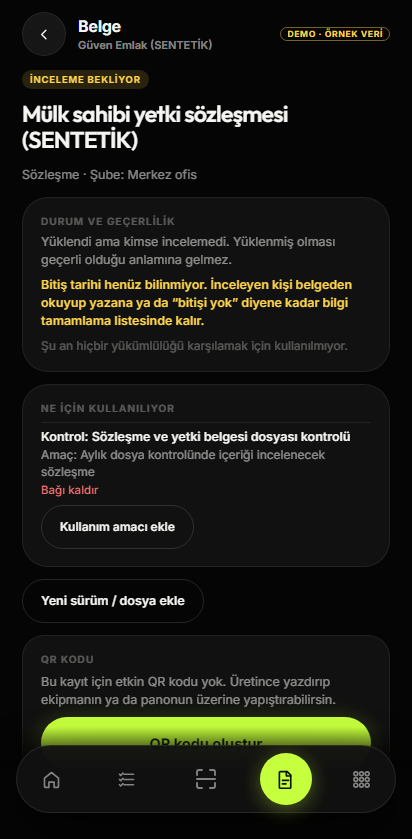 Belge
Güven Emlak (SENTETİK)
DEMO · ÖRNEK VERİ
İNCELEME BEKLİYOR
Mülk sahibi yetki sözleşmesi
(SENTETİK)
Sözleşme · Şube: Merkez ofis
DURUM VE GEÇERLİLİK
Yüklendi ama kimse incelemedi. Yüklenmiş olması
geçerli olduğu anlamına gelmez.
Bitiş tarihi henüz bilinmiyor. İnceleyen kişi belgeden
okuyup yazana ya da “bitişi yok” diyene kadar bilgi
tamamlama listesinde kalır.
Şu an hiçbir yükümlülüğü karşılamak için kullanılmıyor.
NE İÇİN KULLANILIYOR
Kontrol: Sözleşme ve yetki belgesi dosyası kontrolü
Amaç: Aylık dosya kontrolünde içeriği incelenecek
sözleşme
Bağı kaldır
Kullanım amacı ekle
Yeni sürüm / dosya ekle
QR KODU
Bu kayıt için etkin QR kodu yok. Üretince yazdırıp
ekipmanın ya da panonun üzerine yapıştırabilirsin.
QR kodu oluştur